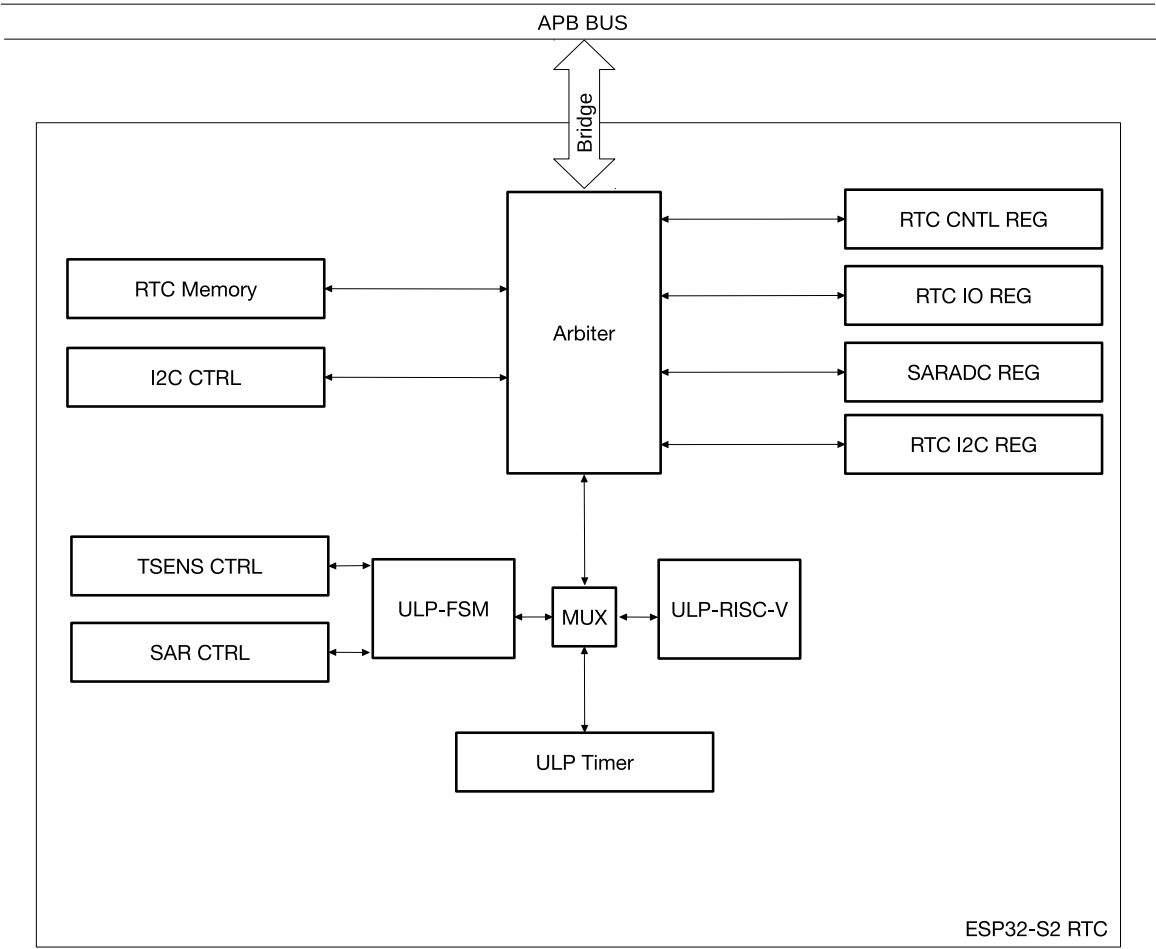 APB BUS
Bridge
RTC CNTL REG
RTC Memory
RTC IO REG
Arbiter
I2C CTRL
SARADC REG
RTC I2C REG
TSENS CTRL
ULP-FSM
MUX
ULP-RISC-V
SAR CTRL
ULP Timer
ESP32-S2 RTC